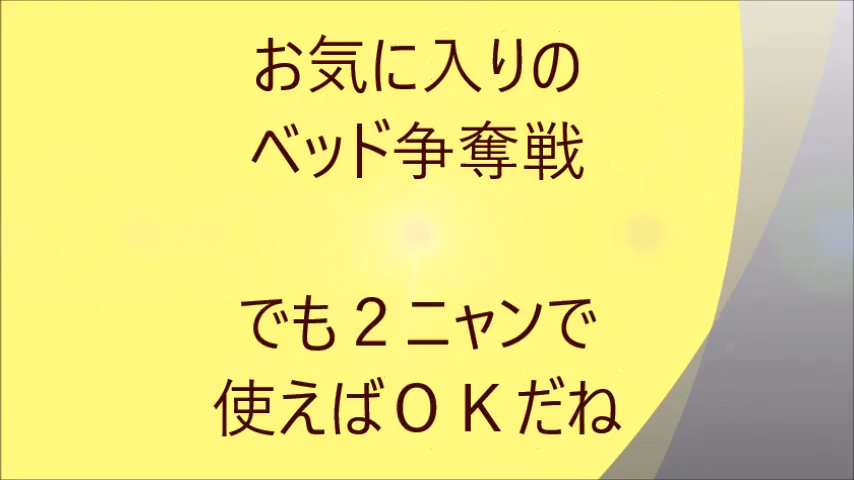 お気に入りの
ベッド争奪戦
でも２ニャンで
使えばＯＫだね